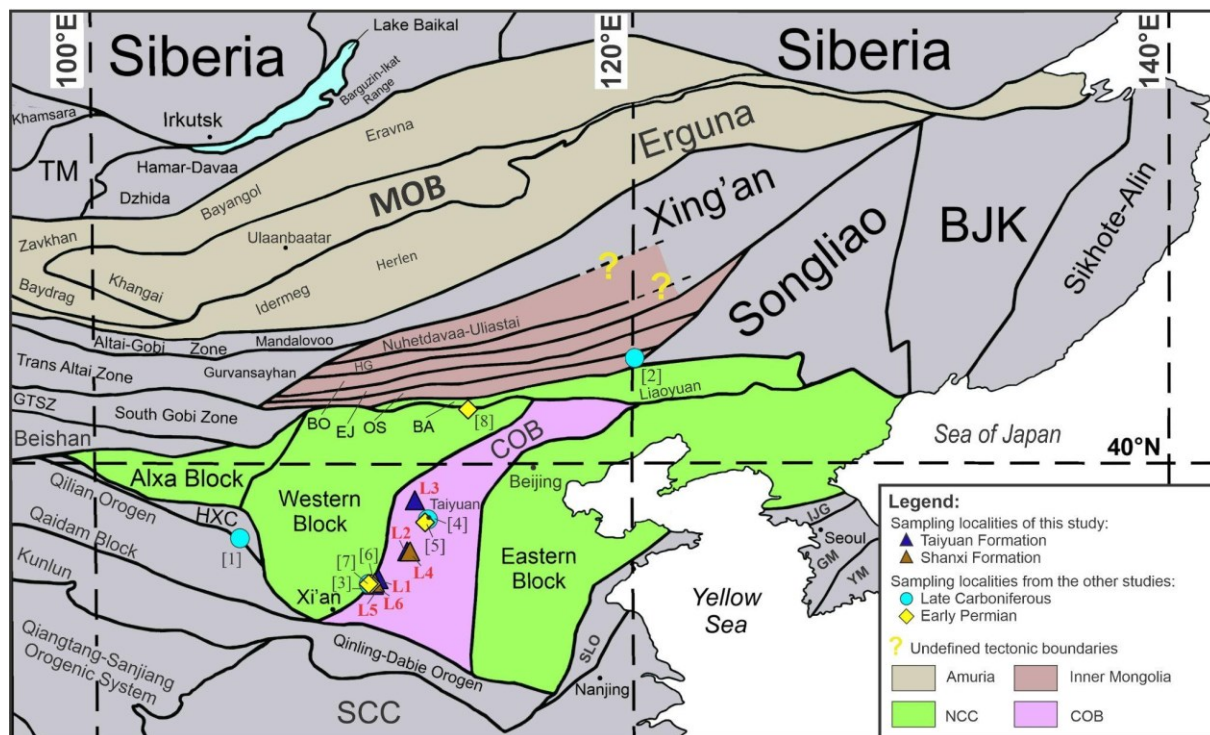 100°E
120°E
140°E
Siberia
Siberia
Lake Baikal
Barguzin-Ikat
Range
Khamsara
Irkutsk
TM
Hamar-Davaa
Dzhida
Eravna
Bayangol
MOB
Erguna
Xing'an
Songliao
BJK
Sikhote-Alin
Zavkhan
Ulaanbaatar
Khangai
Herlen
Baydrag
Idermeg
?
?
Altai-Gobi Zone
Mandalovoo
Nuhetdavaa-Uliastai
Trans Altai Zone
Gurvansayhan
HG
[2]
Liaoyuan
GTSZ
South Gobi Zone
BO
EJ
OS
BA
[8]
Beishan
COB
Sea of Japan
40°N
Alxa Block
Beijing
Qilian Orogen
Western
Block
L3
Taiyuan
HXC
[4]
Qaidam Block
[1]
L2
[5]
Eastern
Block
Kunlun
[7]
[6]
L4
[3]
L1
Xi'an
L5
L6
Yellow
Sea
IJG
Seoul
GM
YM
Qiangtang-Sanjiang
Orogenic System
Qinling-Dabie Orogen
SLO
Nanjing
SCC
Legend:
Sampling localities of this study:
Taiyuan Formation
Shanxi Formation
Sampling localities from the other studies:
Late Carboniferous
Early Permian
? Undefined tectonic boundaries
Amuria
Inner Mongolia
NCC
COB